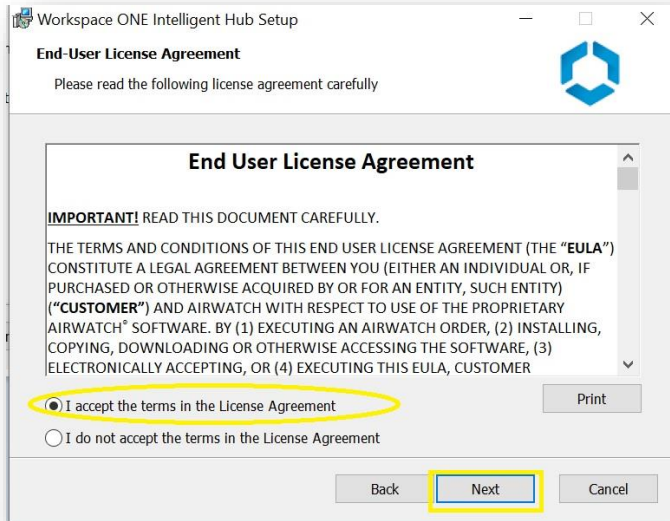 Workspace ONE Intelligent Hub Setup
End-User License Agreement
Please read the following license agreement carefully
End User License Agreement
IMPORTANT! READ THIS DOCUMENT CAREFULLY.
THE TERMS AND CONDITIONS OF THIS END USER LICENSE AGREEMENT (THE “EULA”)
CONSTITUTE A LEGAL AGREEMENT BETWEEN YOU (EITHER AN INDIVIDUAL OR, IF
PURCHASED OR OTHERWISE ACQUIRED BY OR FOR AN ENTITY, SUCH ENTITY)
(“CUSTOMER”) AND AIRWATCH WITH RESPECT TO USE OF THE PROPRIETARY
AIRWATCH® SOFTWARE. BY (1) EXECUTING AN AIRWATCH ORDER, (2) INSTALLING,
COPYING, DOWNLOADING OR OTHERWISE ACCESSING THE SOFTWARE, (3)
ELECTRONICALLY ACCEPTING, OR (4) EXECUTING THIS EULA, CUSTOMER
I accept the terms in the License Agreement
Print
I do not accept the terms in the License Agreement
Back Next Cancel